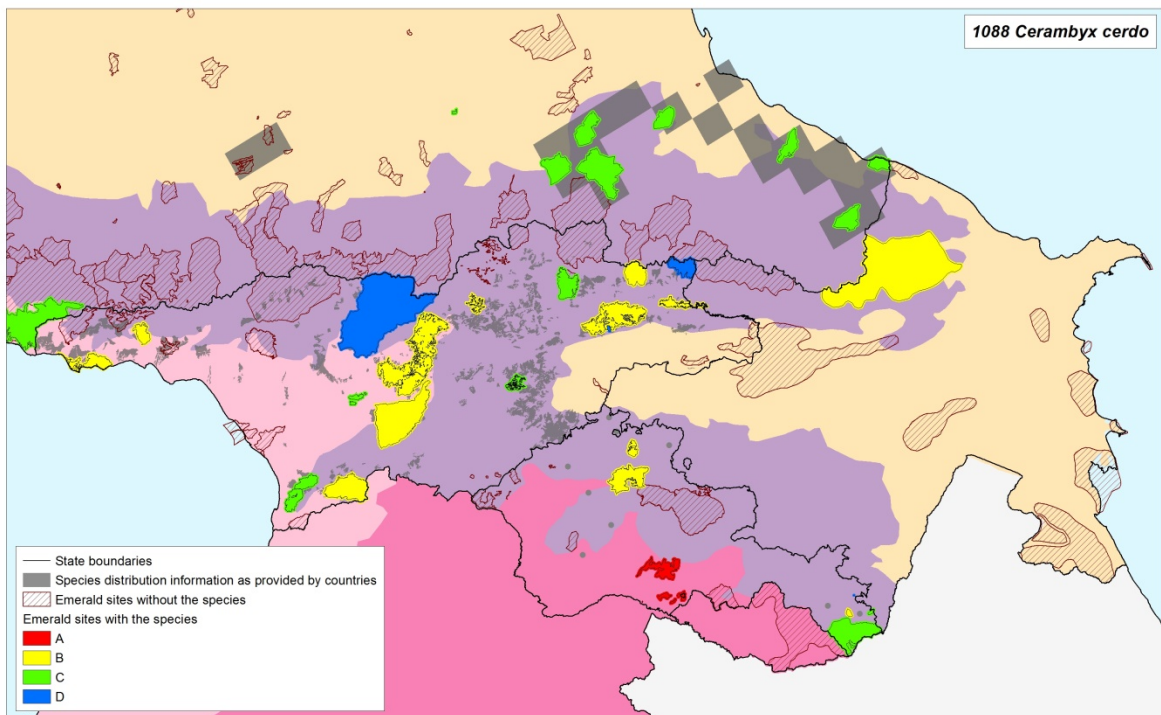 1088 Cerambyx cerdo
State boundaries
Species distribution information as provided by countries
Emerald sites without the species
Emerald sites with the species
A
B
C
D